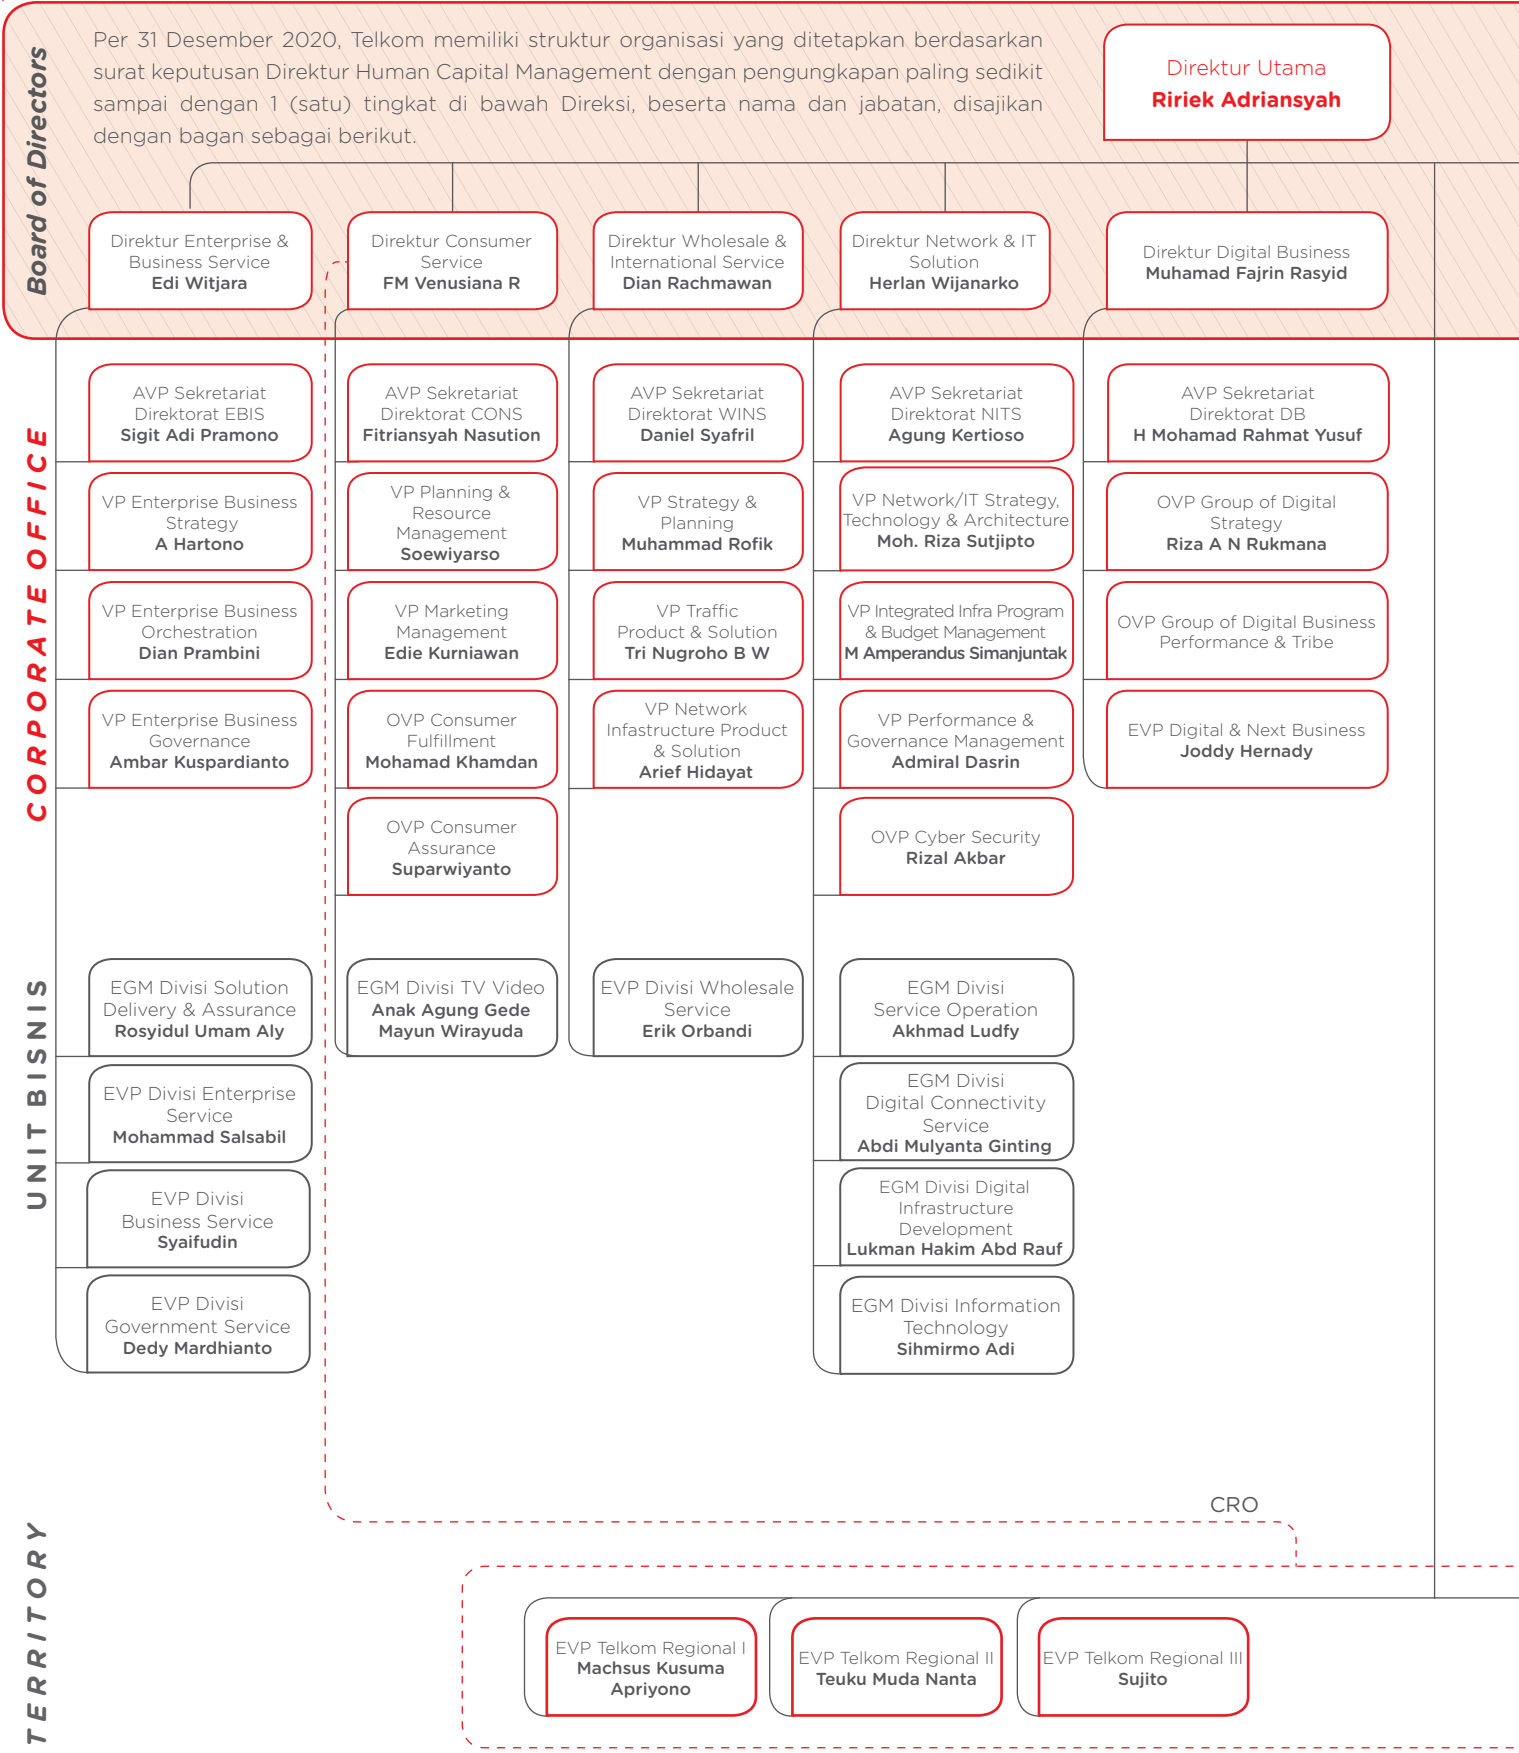 Board of Directors
Per 31 Desember 2020, Telkom memiliki struktur organisasi yang ditetapkan berdasarkan
surat keputusan Direktur Human Capital Management dengan pengungkapan paling sedikit
sampai dengan 1 (satu) tingkat di bawah Direksi, beserta nama dan jabatan, disajikan
dengan bagan sebagai berikut.
Direktur Utama
Ririek Adriansyah
Direktur Enterprise &
Business Service
Edi Witjara
Direktur Consumer
Service
FM Venusiana R
Direktur Wholesale &
International Service
Dian Rachmawan
Direktur Network & IT
Solution
Herlan Wijanarko
Direktur Digital Business
Muhamad Fajrin Rasyid
CORPORATE OFFICE
AVP Sekretariat
Direktorat EBIS
Sigit Adi Pramono
AVP Sekretariat
Direktorat CONS
Fitriansyah Nasution
AVP Sekretariat
Direktorat WINS
Daniel Syafril
AVP Sekretariat
Direktorat NITS
Agung Kertioso
AVP Sekretariat
Direktorat DB
H Mohamad Rahmat Yusuf
VP Enterprise Business
Strategy
A Hartono
VP Planning &
Resource
Management
Soewiyarso
VP Strategy &
Planning
Muhammad Rofik
VP Network/IT Strategy,
Technology & Architecture
Moh. Riza Sutjipto
OVP Group of Digital
Strategy
Riza A N Rukmana
VP Enterprise Business
Orchestration
Dian Prambini
VP Marketing
Management
Edie Kurniawan
VP Traffic
Product & Solution
Tri Nugroho B W
VP Integrated Infra Program
& Budget Management
M Amperandus Simanjuntak
OVP Group of Digital Business
Performance & Tribe
VP Enterprise Business
Governance
Ambar Kuspardianto
OVP Consumer
Fulfillment
Mohamad Khamdan
VP Network
Infastructure Product
& Solution
Arief Hidayat
VP Performance &
Governance Management
Admiral Dasrin
EVP Digital & Next Business
Joddy Hernady
OVP Consumer
Assurance
Suparwiyanto
OVP Cyber Security
Rizal Akbar
UNIT BISNIS
EGM Divisi Solution
Delivery & Assurance
Rosyidul Umam Aly
EGM Divisi TV Video
Anak Agung Gede
Mayun Wirayuda
EVP Divisi Wholesale
Service
Erik Orbandi
EGM Divisi
Service Operation
Akhmad Ludfy
EVP Divisi Enterprise
Service
Mohammad Salsabil
EGM Divisi
Digital Connectivity
Service
Abdi Mulyanta Ginting
EVP Divisi
Business Service
Syaifudin
EGM Divisi Digital
Infrastructure
Development
Lukman Hakim Abd Rauf
EVP Divisi
Government Service
Dedy Mardhianto
EGM Divisi Information
Technology
Sihmirmo Adi
CRO
TERRITORY
EVP Telkom Regional I
Machsus Kusuma
Apriyono
EVP Telkom Regional II
Teuku Muda Nanta
EVP Telkom Regional III
Sujito